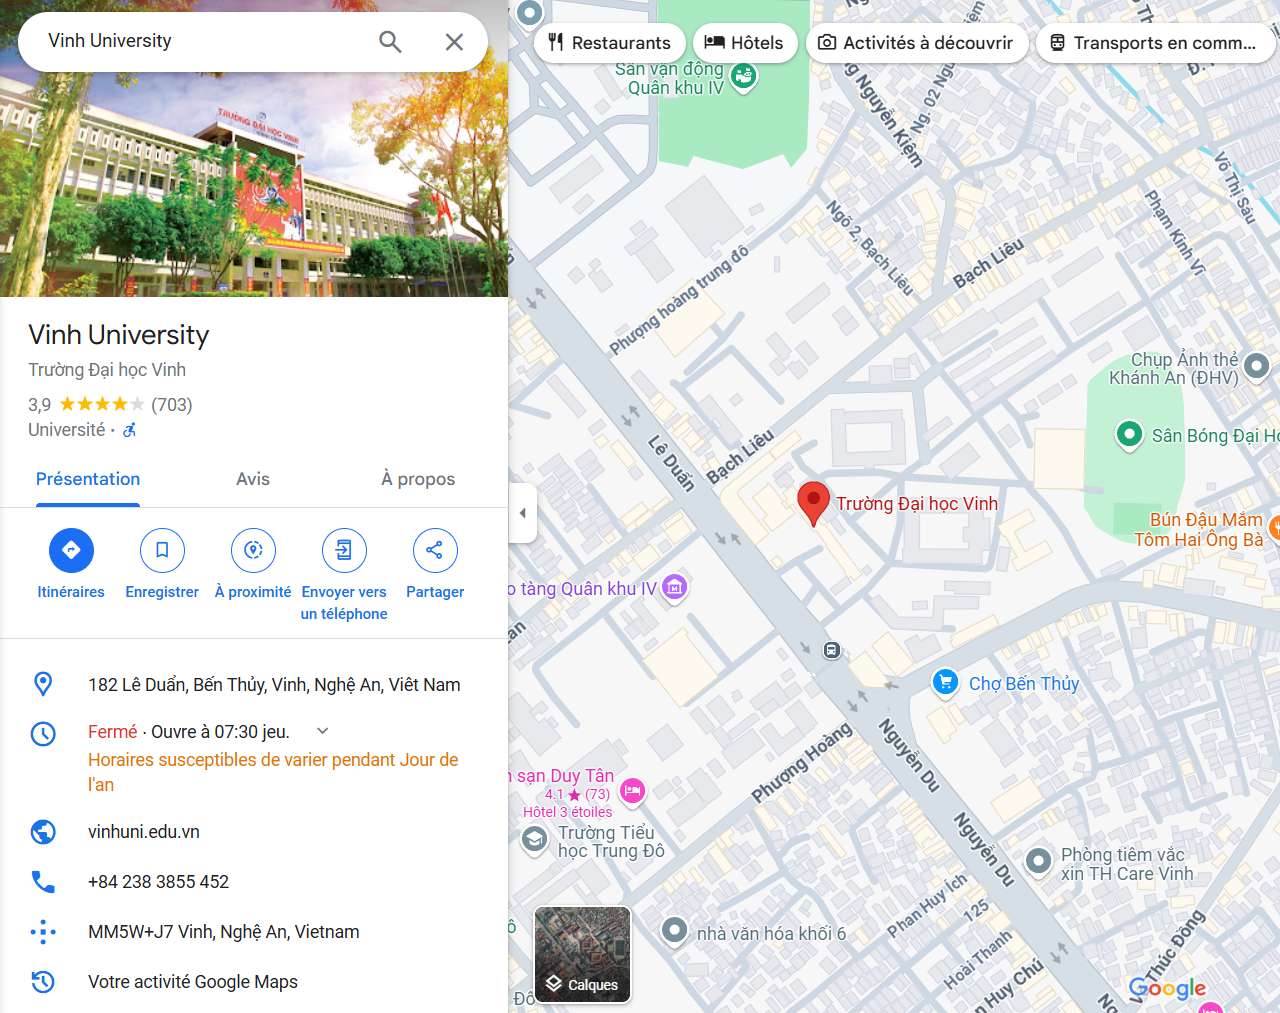 Vinh University
TRƯỜNG ĐẠI HỌC VINH
Vinh University
Trường Đại học Vinh
3,9 (703)
Université ·
Présentation
Avis
À propos
Itinéraires
Enregistrer
À proximité
Envoyer vers
un téléphone
Partager
182 Lê Duẩn, Bến Thủy, Vinh, Nghệ An, Viêt Nam
Fermé · Ouvre à 07:30 jeu.
Horaires susceptibles de varier pendant Jour de
l'an
vinhuni.edu.vn
+84 238 3855 452
MM5W+J7 Vinh, Nghệ An, Vietnam
Votre activité Google Maps
Restaurants
Hôtels
Activités à découvrir
Transports en comm...
Sân vận động
Quân khu IV
Nguyễn Kiệm
Ng. 02
Võ Thị Sáu
Phạm Kinh Vĩ
Ngõ 2, Bạch Liêu
Bạch Liêu
Phượng hoàng trung đô
Chụp Ảnh thẻ
Khánh An (ĐHV)
Sân Bóng Đại Họ
Lê Duẩn
Bạch Liêu
Trường Đại học Vinh
Bún Đậu Mắm
Tôm Hai Ông Bà
o tàng Quân khu IV
Chợ Bến Thủy
Nguyễn Du
Phượng Hoàng
n sạn Duy Tân
4.1 ★ (73)
Hôtel 3 étoiles
Trường Tiểu
học Trung Đô
Nguyễn Du
Phòng tiêm vắc
xin TH Care Vinh
Phan Huy Ích
125
nhà văn hóa khối 6
Hoài Thanh
n Huy Chú
Thúc Đồng
Calques
Google